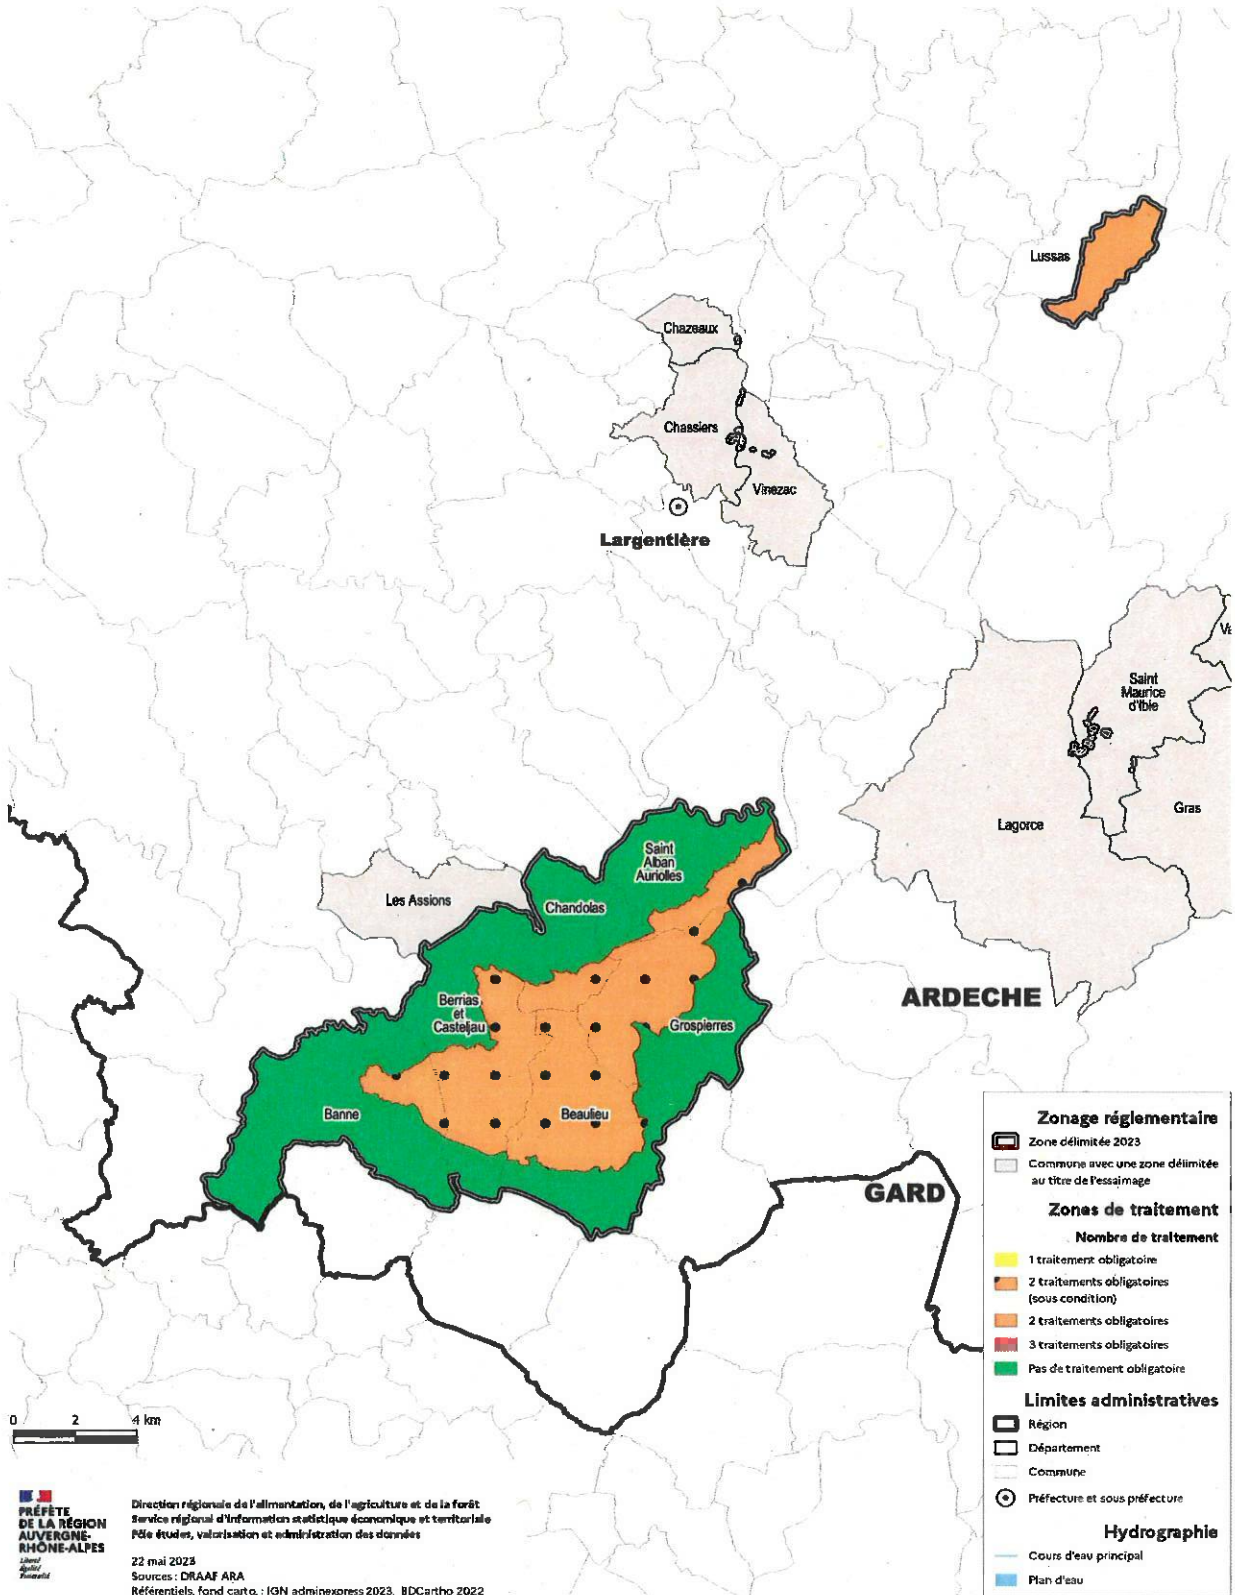 Lussas
Chazeaux
Chassiers
Vinezac
Largentière
Saint
Maurice
d'Ibie
Lagorce
Gras
Saint
Alban
Auriolles
Les Assions
Chandolas
ARDECHE
Berrias
et
Casteljau
Grospierres
Banne
Beaulieu
GARD
Zonage réglementaire
Zone délimitée 2023
Commune avec une zone délimitée
au titre de l'essaimage
Zones de traitement
Nombre de traitement
1 traitement obligatoire
2 traitements obligatoires
(sous condition)
2 traitements obligatoires
3 traitements obligatoires
Pas de traitement obligatoire
Limites administratives
Région
Département
Commune
Préfecture et sous préfecture
Hydrographie
Cours d'eau principal
Plan d'eau
0 2 4 km
PRÉFÈTE
DE LA RÉGION
AUVERGNE-
RHÔNE-ALPES
Liberté
Égalité
Fraternité
Direction régionale de l'alimentation, de l'agriculture et de la forêt
Service régional d'information statistique économique et territoriale
Pôle études, valorisation et administration des données
22 mai 2023
Sources : DRAAF ARA
Référentiels, fond carto. : IGN adminexpress 2023, BDCartho 2022